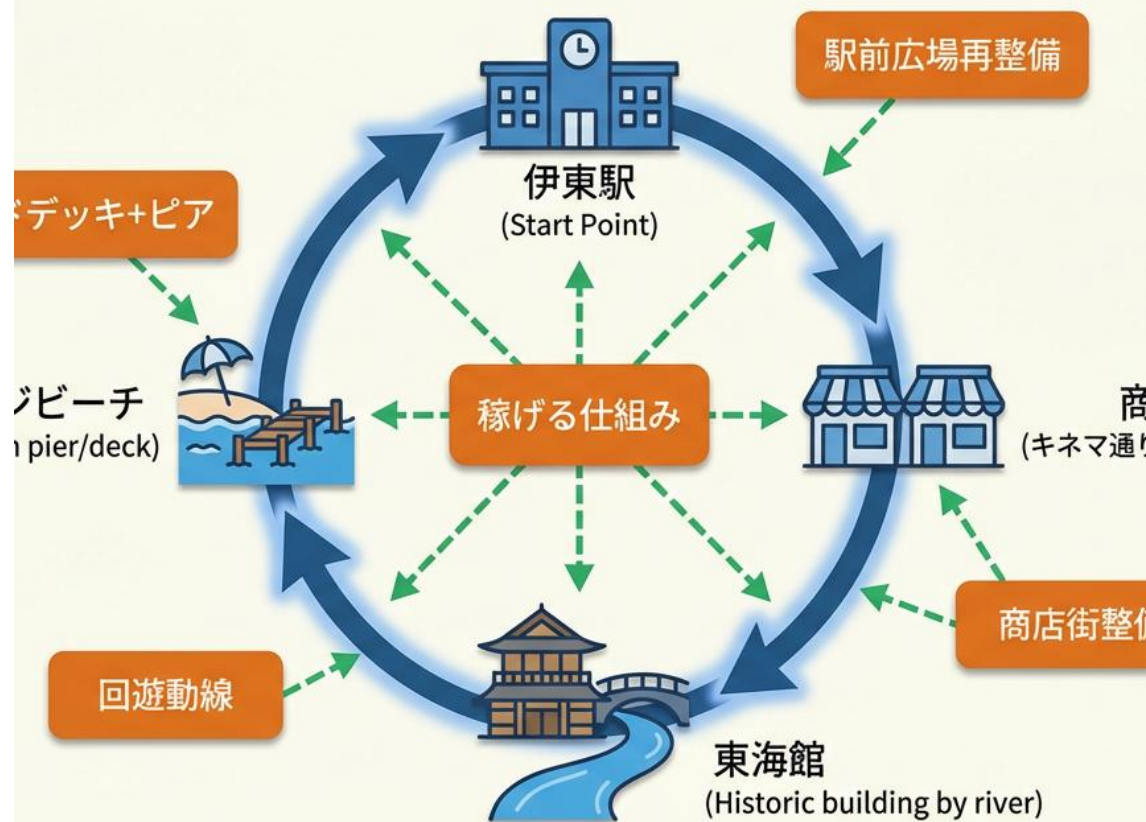 駅前広場再整備
伊東駅
(Start Point)
デッキ+ピア
ビーチ
pier/deck)
稼げる仕組み
商
(キネマ通り
商店街整備
回遊動線
東海館
(Historic building by river)